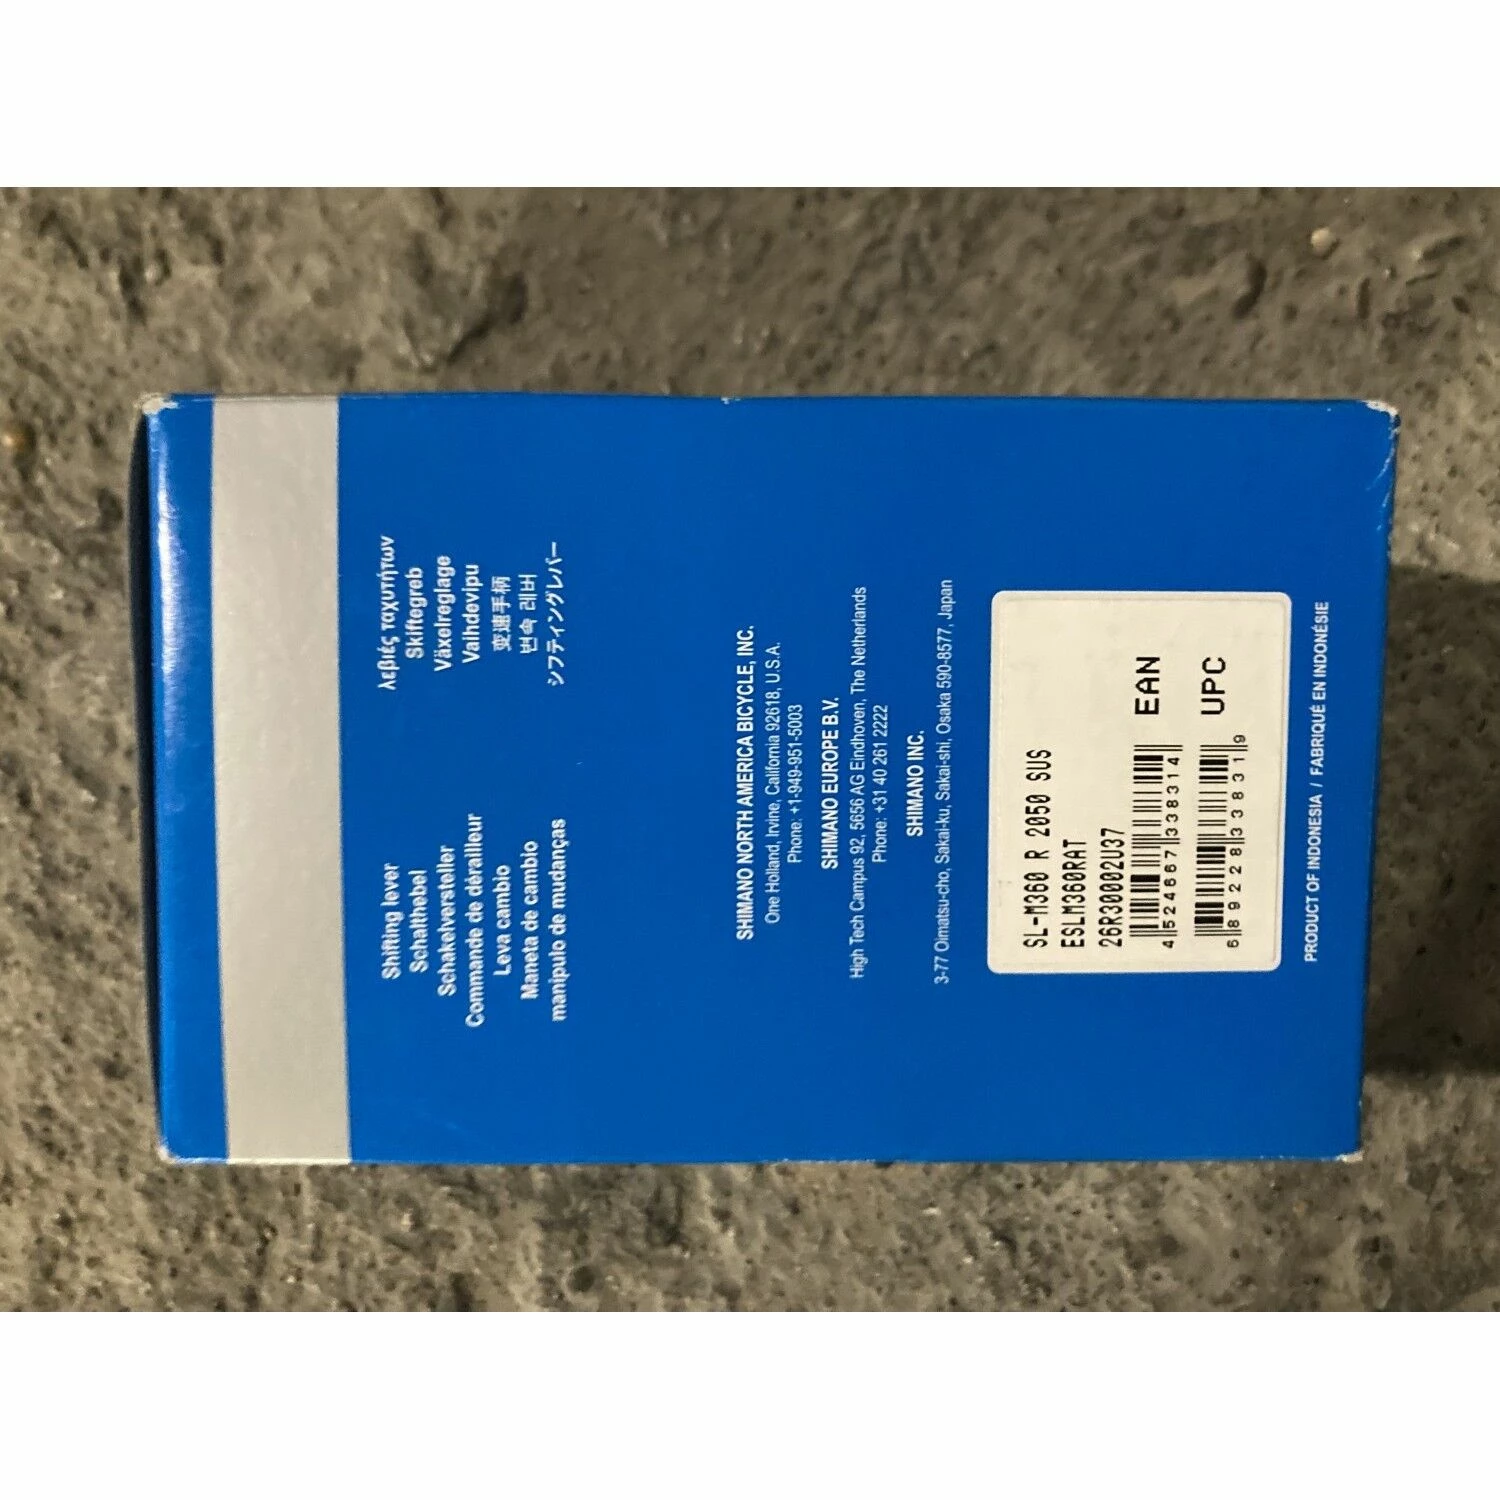 Shifting lever
Schalthebel
Schakelversteller
Commande de dérailleur
Leva cambio
Maneta de cambio
manipulo de mudanças
λεβιές ταχυτήτων
Skiftegreb
Växelreglage
Vaihdevipu
变速手柄
변속 레버
シフティングレバー
SHIMANO NORTH AMERICA BICYCLE, INC.
One Holland, Irvine, California 92618, U.S.A.
Phone: +1-949-951-5003
SHIMANO EUROPE B.V.
High Tech Campus 92, 5656 AG Eindhoven, The Netherlands
Phone: +31 40 261 2222
SHIMANO INC.
3-77 Oimatsu-cho, Sakai-ku, Sakai-shi, Osaka 590-8577, Japan
SL-M360 R 2050 SUS
ESLM360RAT
26R30002U37
4 524667 338314 EAN
6 89228 33831 9 UPC
PRODUCT OF INDONESIA / FABRIQUÉ EN INDONÉSIE